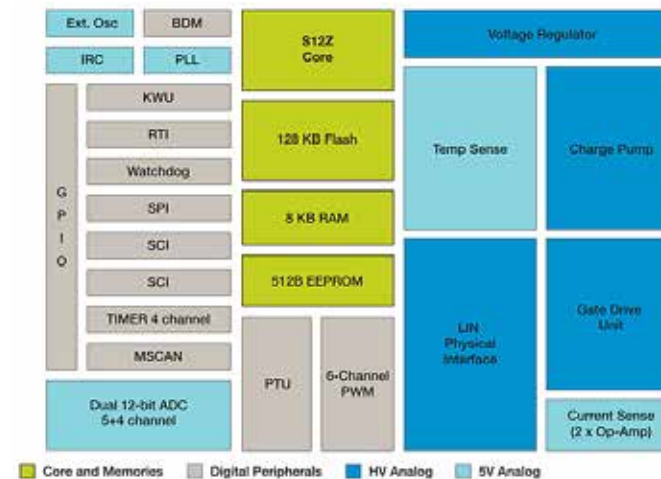 Ext. Osc
BDM
IRC
PLL
G
P
I
O
KWU
RTI
Watchdog
SPI
SCI
SCI
TIMER 4 channel
MSCAN
Dual 12-bit ADC
5+4 channel
S12Z
Core
128 KB Flash
8 KB RAM
512B EEPROM
PTU
6-Channel
PWM
Voltage Regulator
Temp Sense
Charge Pump
LIN
Physical
Interface
Gate Drive
Unit
Current Sense
(2 x Op-Amp)
Core and Memories
Digital Peripherals
HV Analog
5V Analog